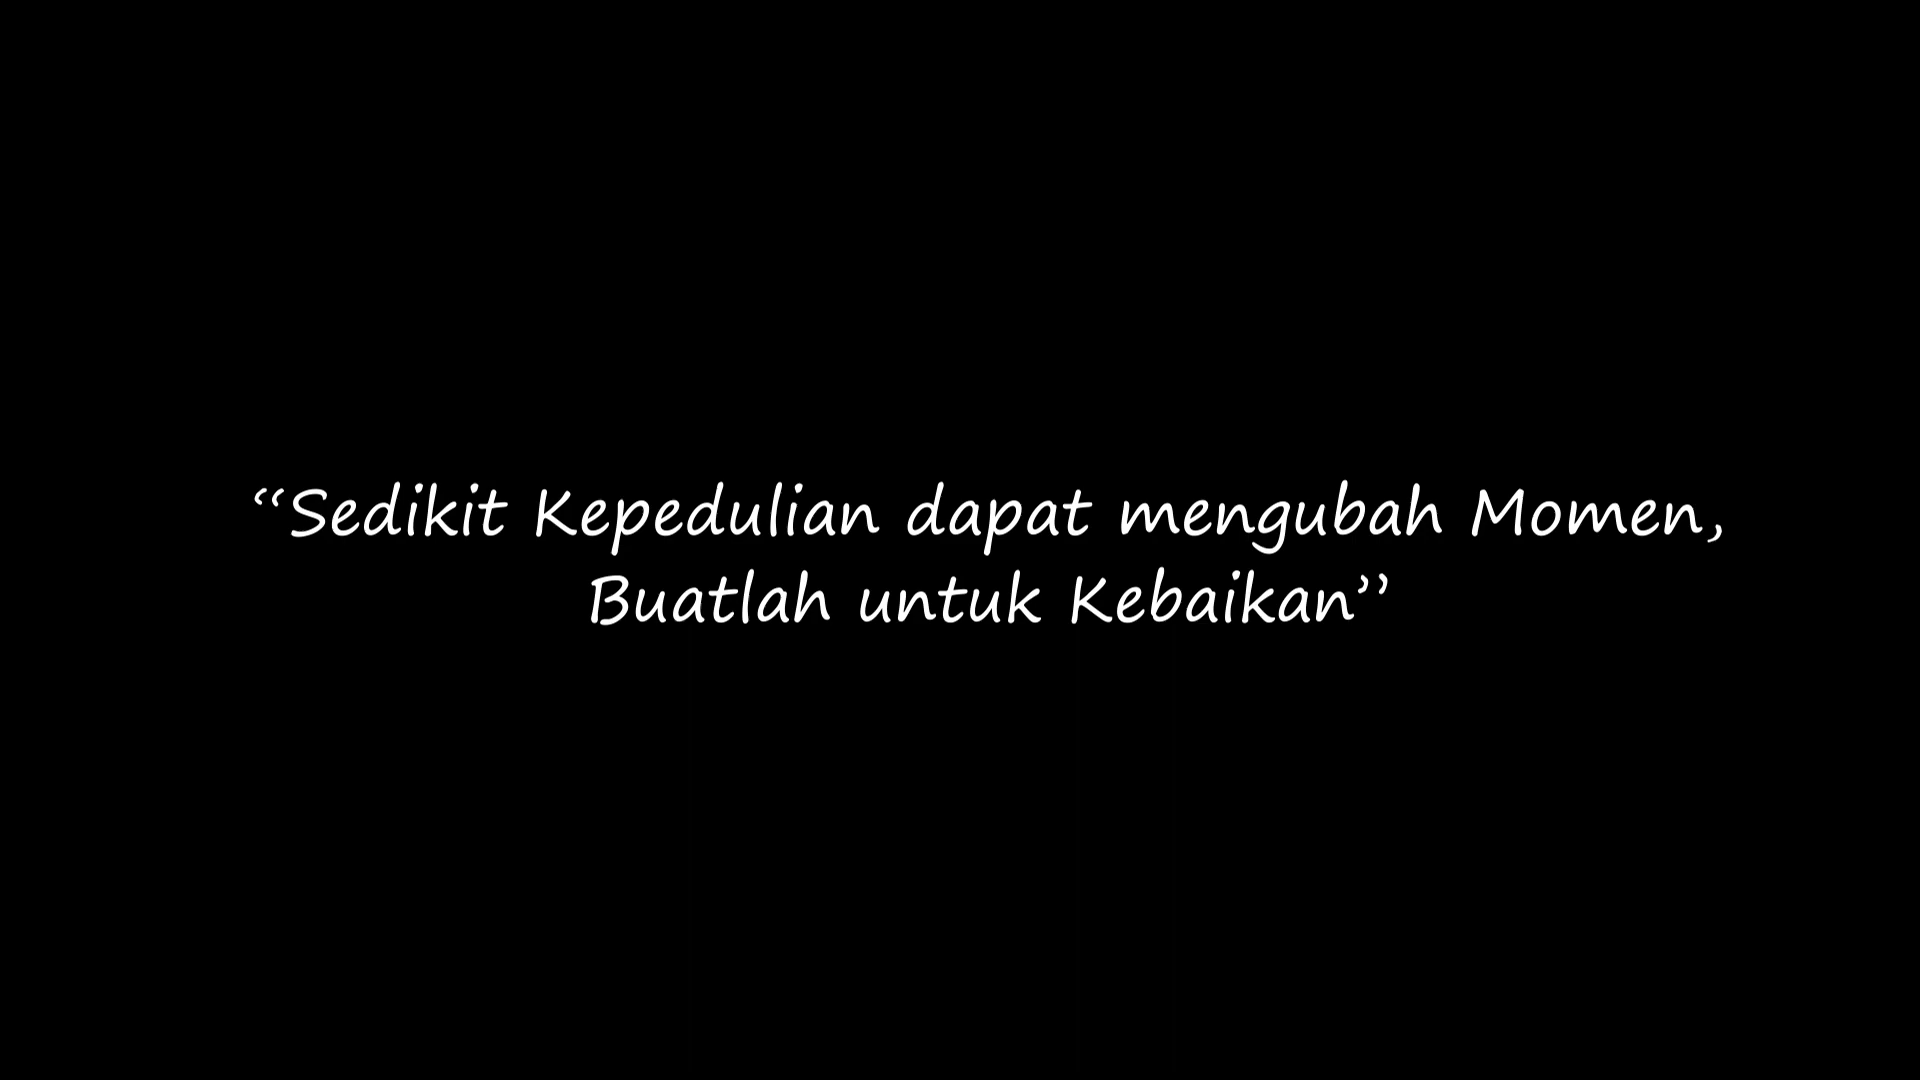 “Sedikit Kepedulian dapat mengubah Momen,
Buatlah untuk Kebaikan”